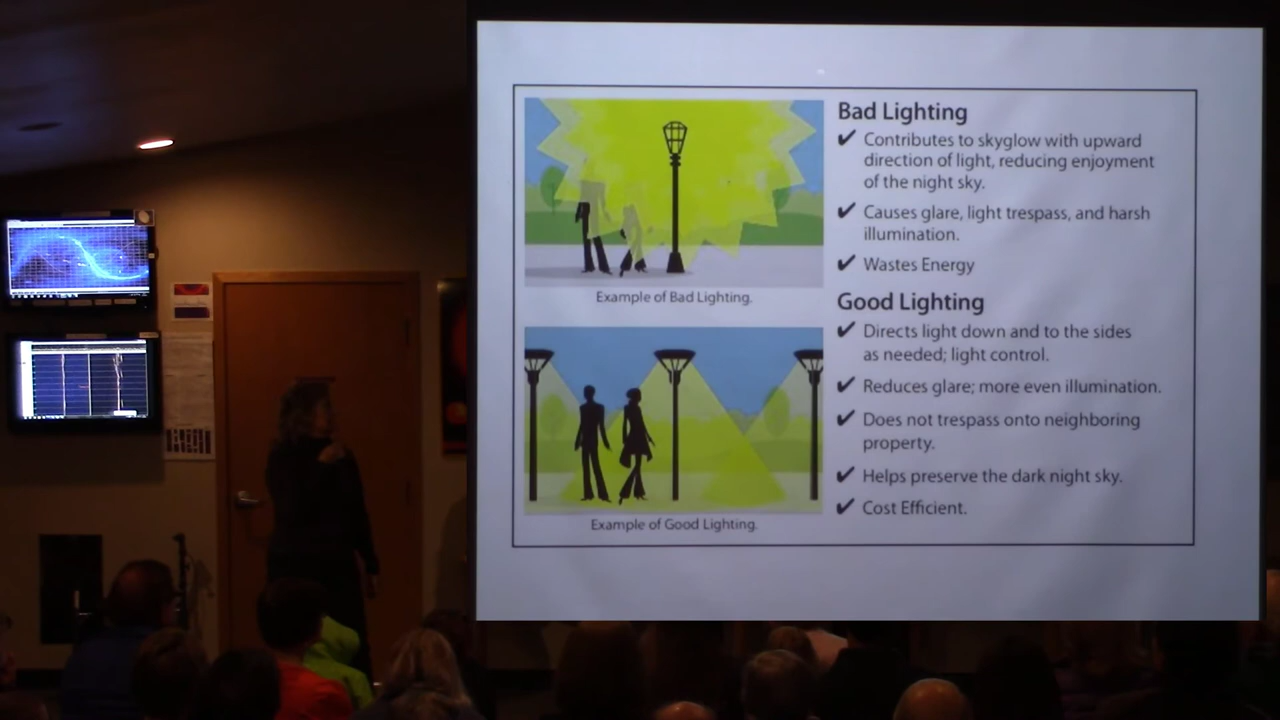 Bad Lighting
✔ Contributes to skyglow with upward
direction of light, reducing enjoyment
of the night sky.
✔ Causes glare, light trespass, and harsh
illumination.
✔ Wastes Energy
Example of Bad Lighting.
Good Lighting
✔ Directs light down and to the sides
as needed; light control.
✔ Reduces glare; more even illumination.
✔ Does not trespass onto neighboring
property.
✔ Helps preserve the dark night sky.
✔ Cost Efficient.
Example of Good Lighting.